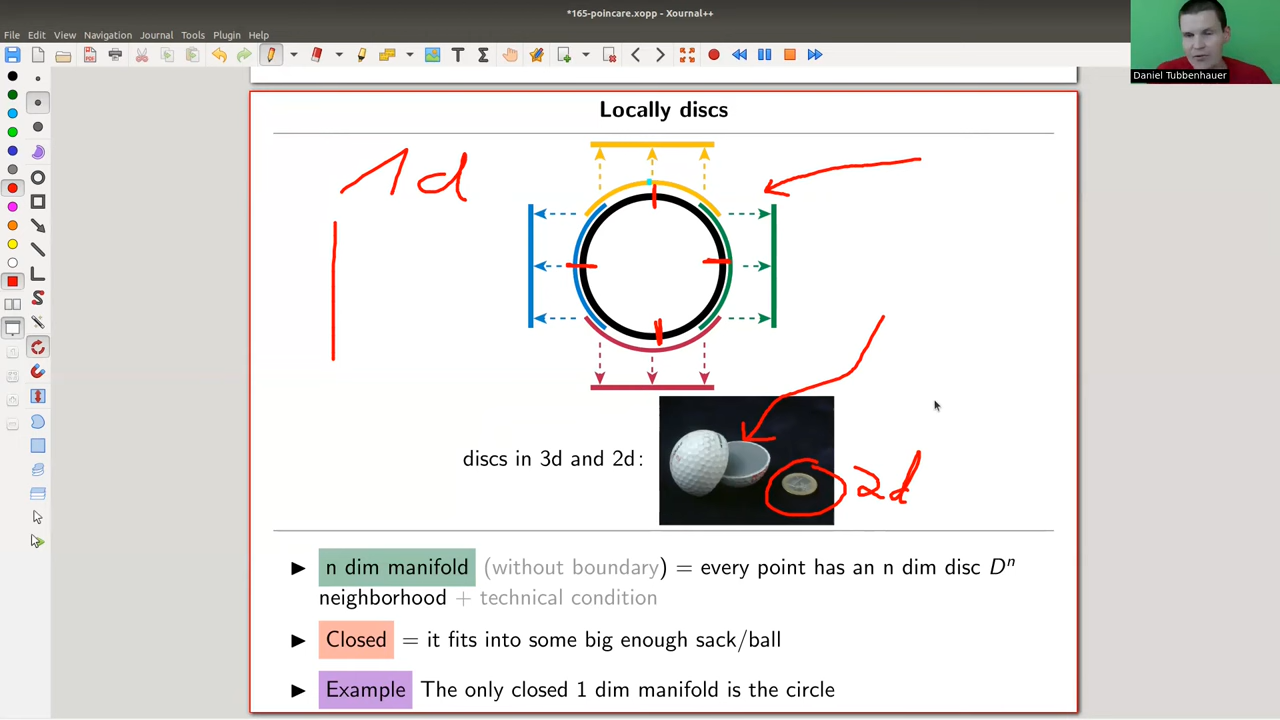 *165-poincare.xopp - Xournal++
File Edit View Navigation Journal Tools Plugin Help
Daniel Tubbenhauer
Locally discs
1d
discs in 3d and 2d:
2d
▶ n dim manifold (without boundary) = every point has an n dim disc Dⁿ
neighborhood + technical condition
▶ Closed = it fits into some big enough sack/ball
▶ Example The only closed 1 dim manifold is the circle